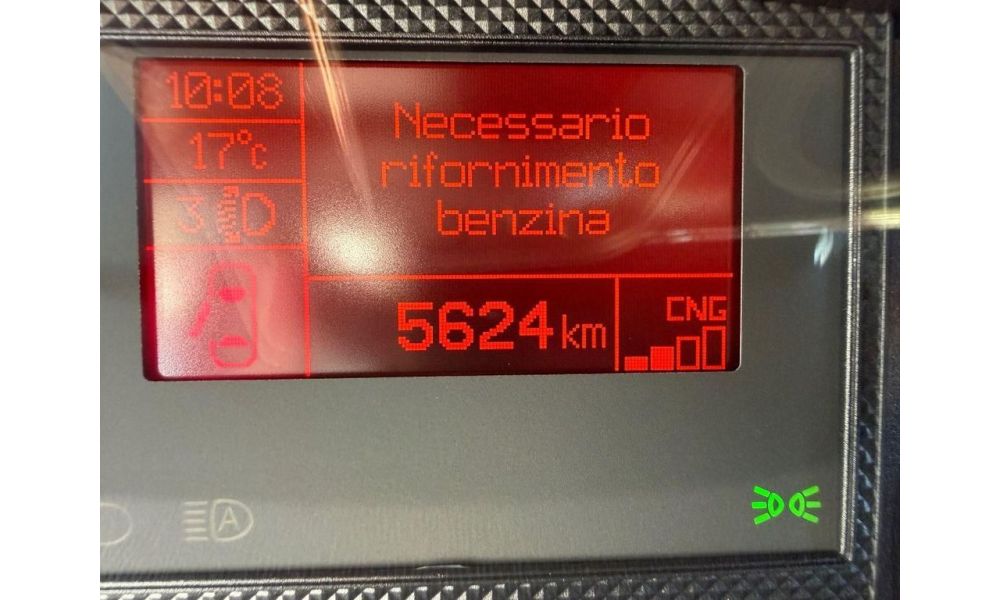 10:08
17°c
3
Necessario
rifornimento
benzina
5624 km
CNG
A